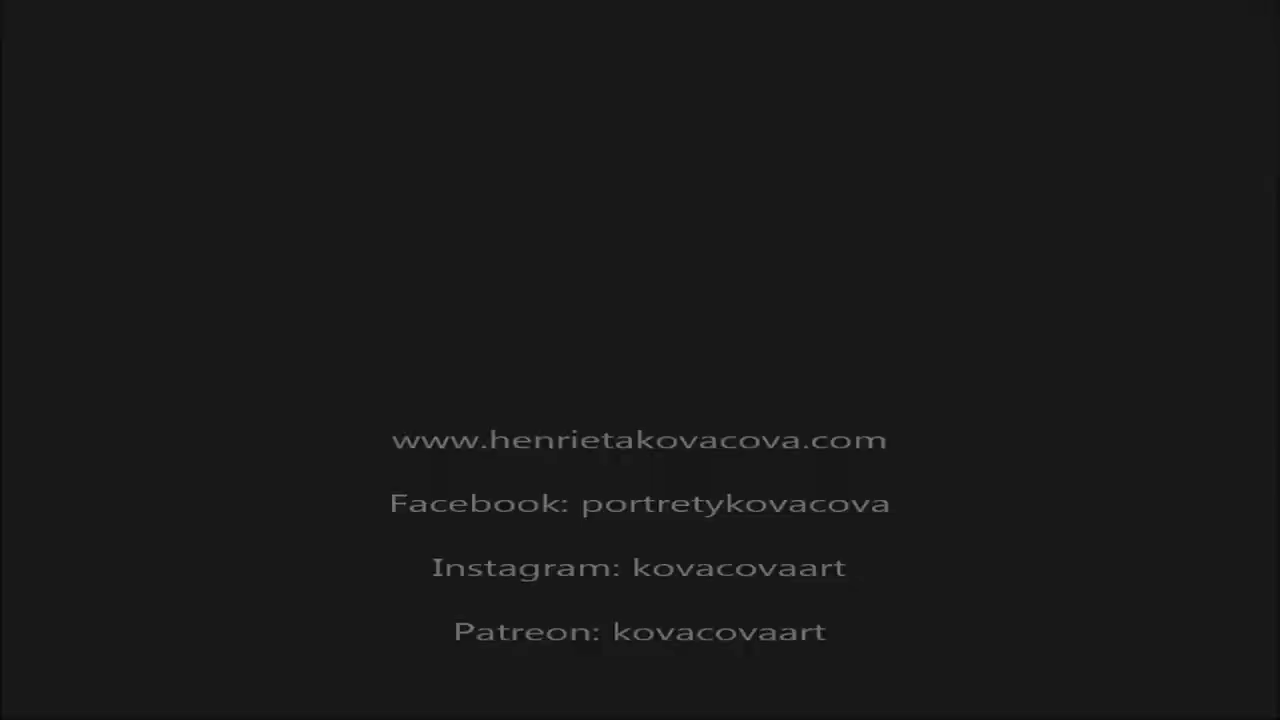 www.henrietakovacova.com
Facebook: portretykovacova
Instagram: kovacovaart
Patreon: kovacovaart